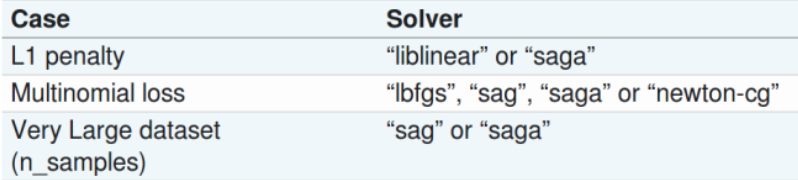 Case Solver
L1 penalty “liblinear” or “saga”
Multinomial loss “lbfgs”, “sag”, “saga” or “newton-cg”
Very Large dataset “sag” or “saga”
(n_samples)